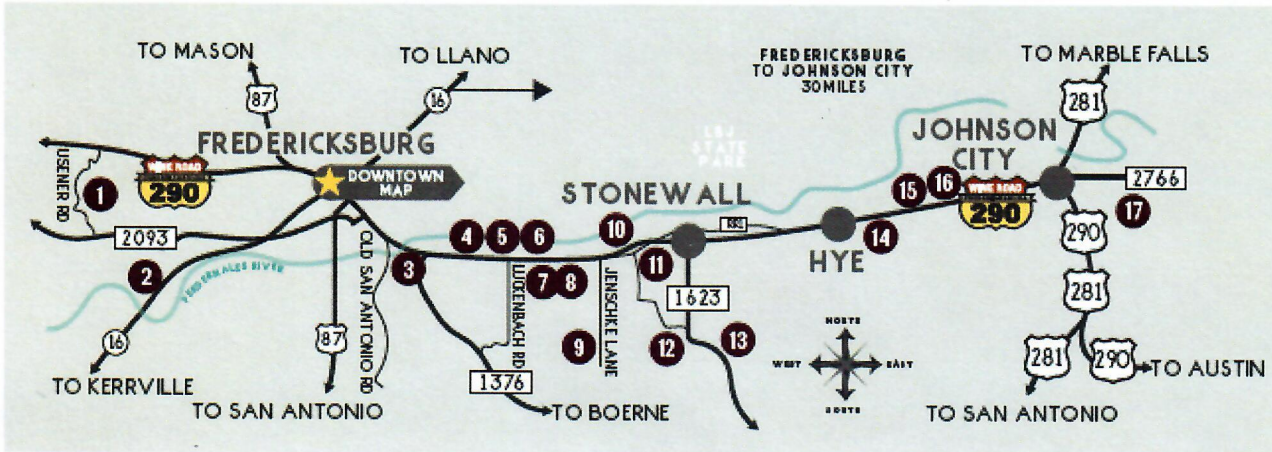 TO MASON
TO LLANO
FREDERICKSBURG
TO JOHNSON CITY
30 MILES
TO MARBLE FALLS
87
16
281
FREDERICKSBURG
LBJ
STATE
PARK
JOHNSON
CITY
USENER RD
1
WINE ROAD
290
DOWNTOWN
MAP
STONEWALL
15
16
WINE ROAD
290
2766
17
2093
4
5
6
10
14
HYE
290
2
PEDERNALES RIVER
OLD SAN ANTONIO RD
3
LUCKENBACH RD
7
8
JENSCHKE LANE
11
1623
281
16
87
9
12
13
NORTH
WEST
EAST
281
290
TO KERRVILLE
1376
TO AUSTIN
TO SAN ANTONIO
TO BOERNE
TO SAN ANTONIO